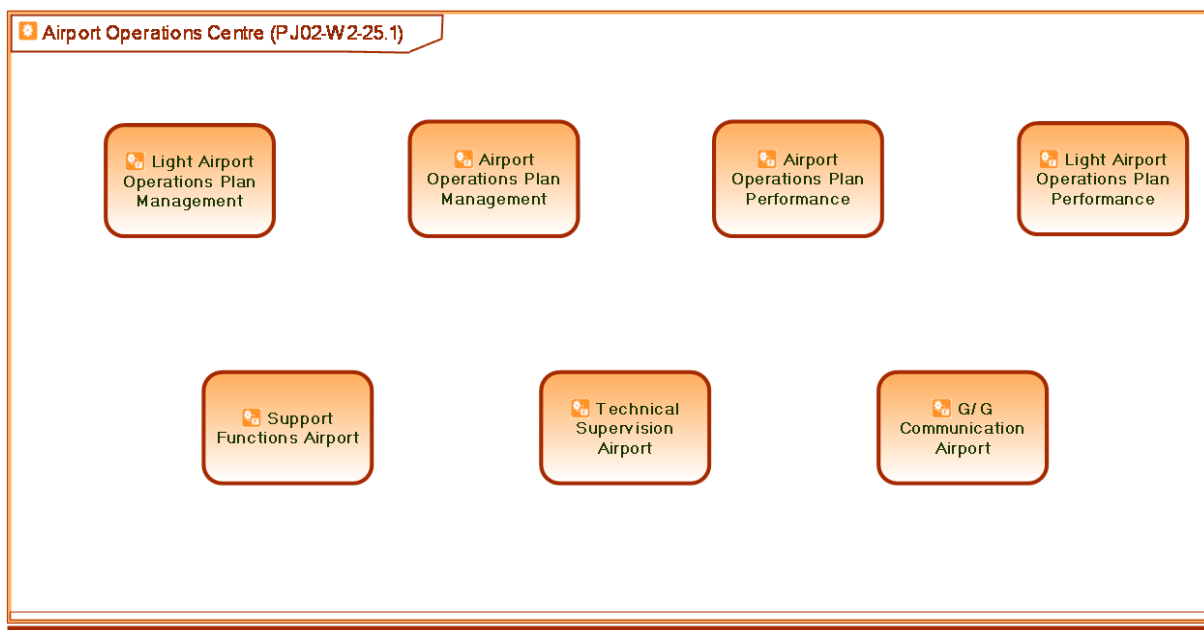 Airport Operations Centre (PJ02-W2-25.1)
Light Airport
Operations Plan
Management
Airport
Operations Plan
Management
Airport
Operations Plan
Performance
Light Airport
Operations Plan
Performance
Support
Functions Airport
Technical
Supervision
Airport
G/G
Communication
Airport